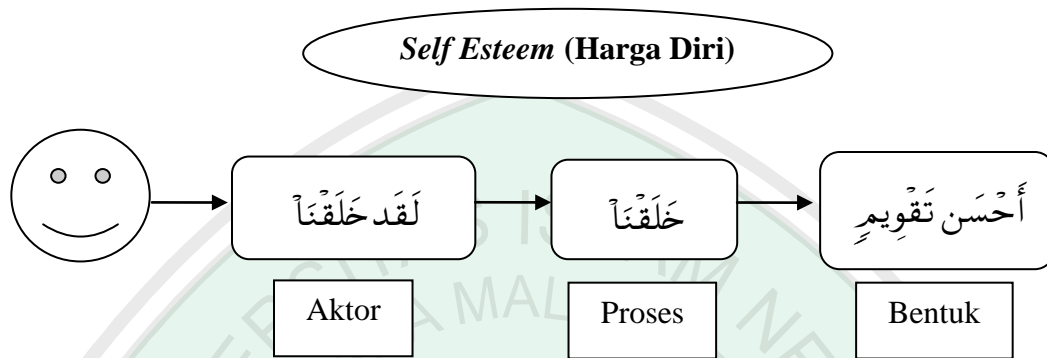 Self Esteem (Harga Diri)
لَقَد خَلَقْنَاْ
خَلَقْنَاْ
أَحْسَن تَقْوِيمٍ
Aktor
Proses
Bentuk